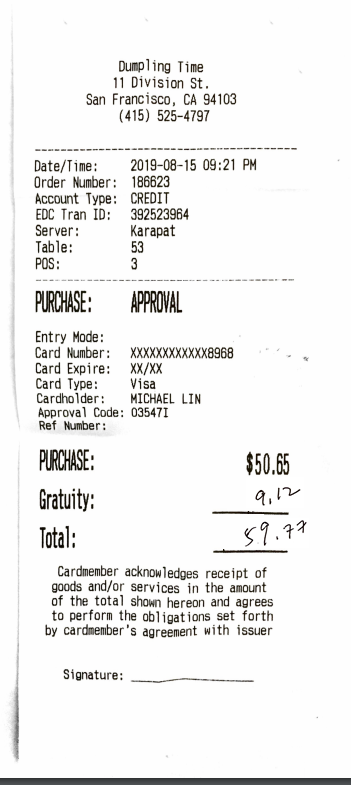 Dumpling Time
11 Division St.
San Francisco, CA 94103
(415) 525-4797
Date/Time: 2019-08-15 09:21 PM
Order Number: 186623
Account Type: CREDIT
EDC Tran ID: 392523964
Server: Karapat
Table: 53
POS: 3
PURCHASE: APPROVAL
Entry Mode:
Card Number: XXXXXXXXXXXX8968
Card Expire: XX/XX
Card Type: Visa
Cardholder: MICHAEL LIN
Approval Code: 03547I
Ref Number:
PURCHASE: $50.65
Gratuity: 9.12
Total: 59.77
Cardmember acknowledges receipt of
goods and/or services in the amount
of the total shown hereon and agrees
to perform the obligations set forth
by cardmember's agreement with issuer
Signature: